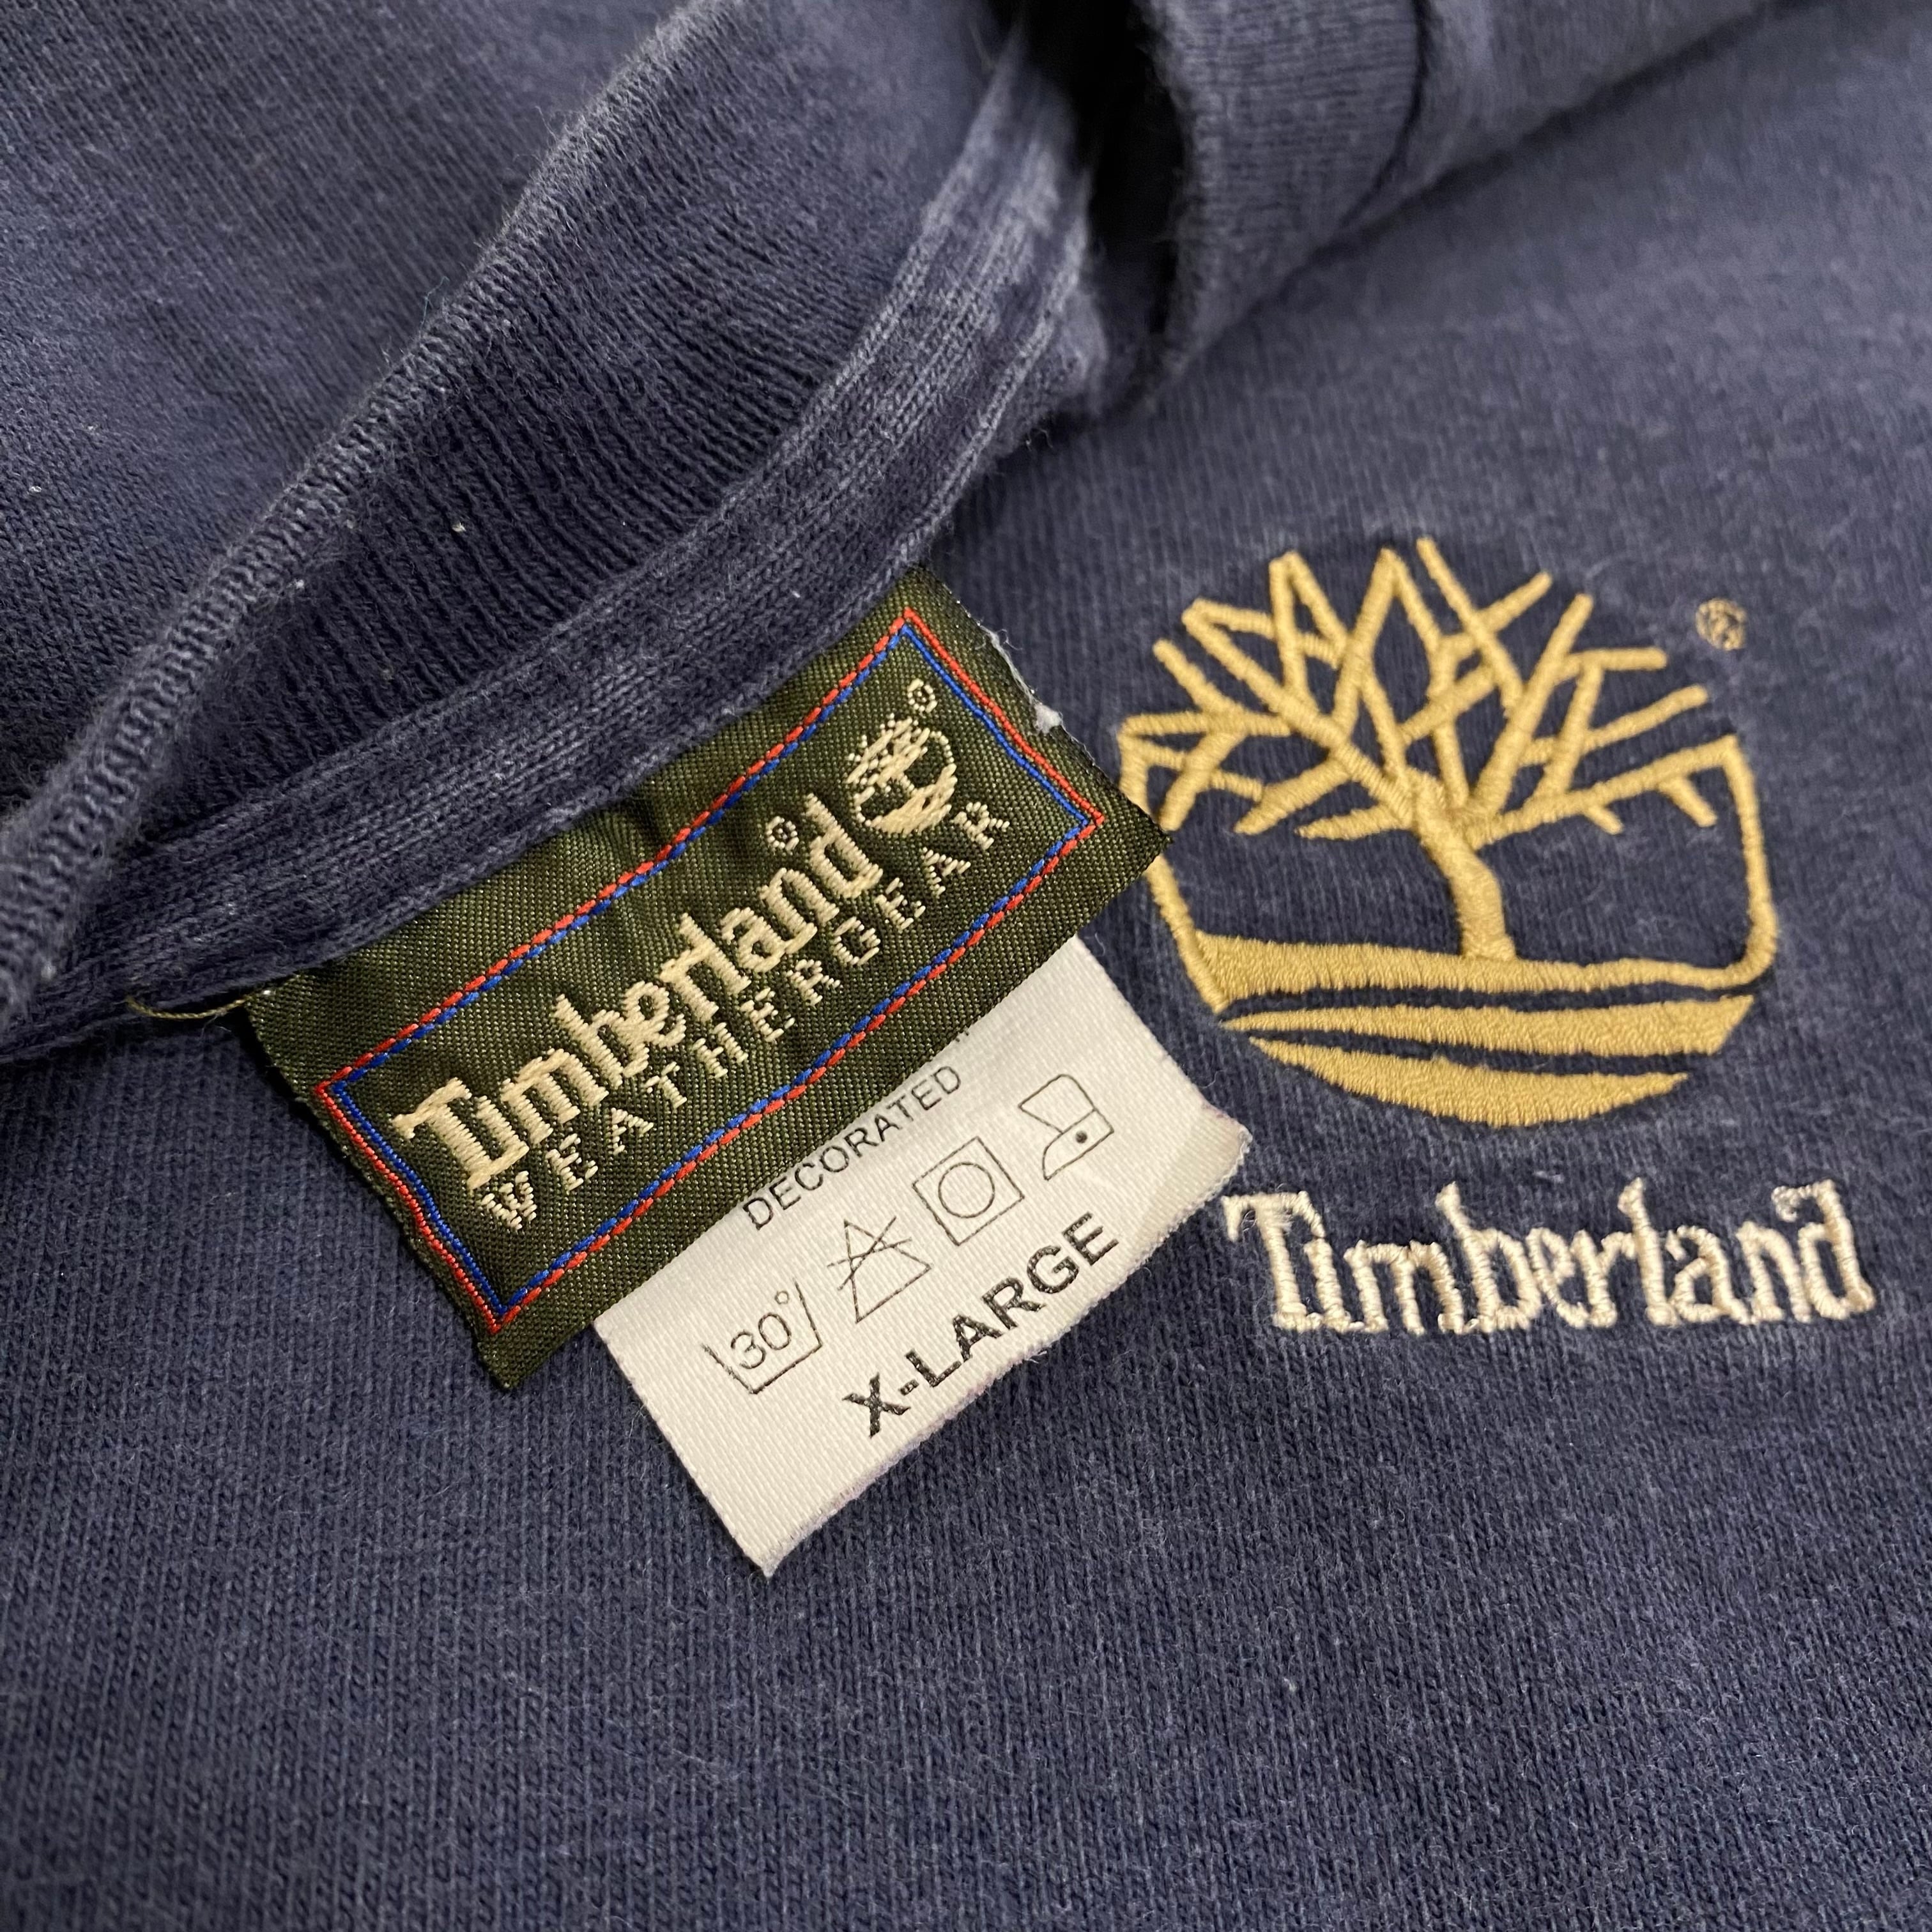 Timberland
WEATHERGEAR
DECORATED
30°
X-LARGE
®
Timberland